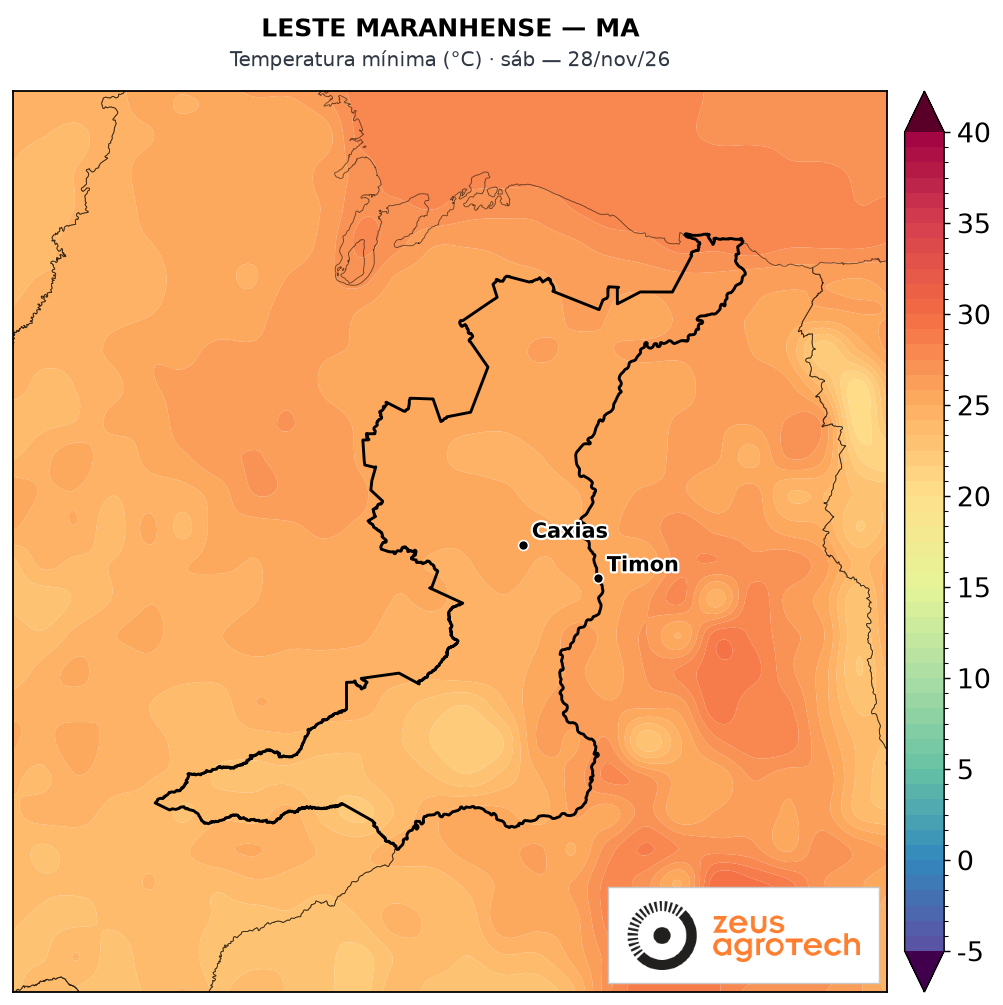 LESTE MARANHENSE — MA
Temperatura mínima (°C) · sáb — 28/nov/26
40
35
30
25
20
15
10
5
0
-5
Caxias
Timon
zeus
agrotech